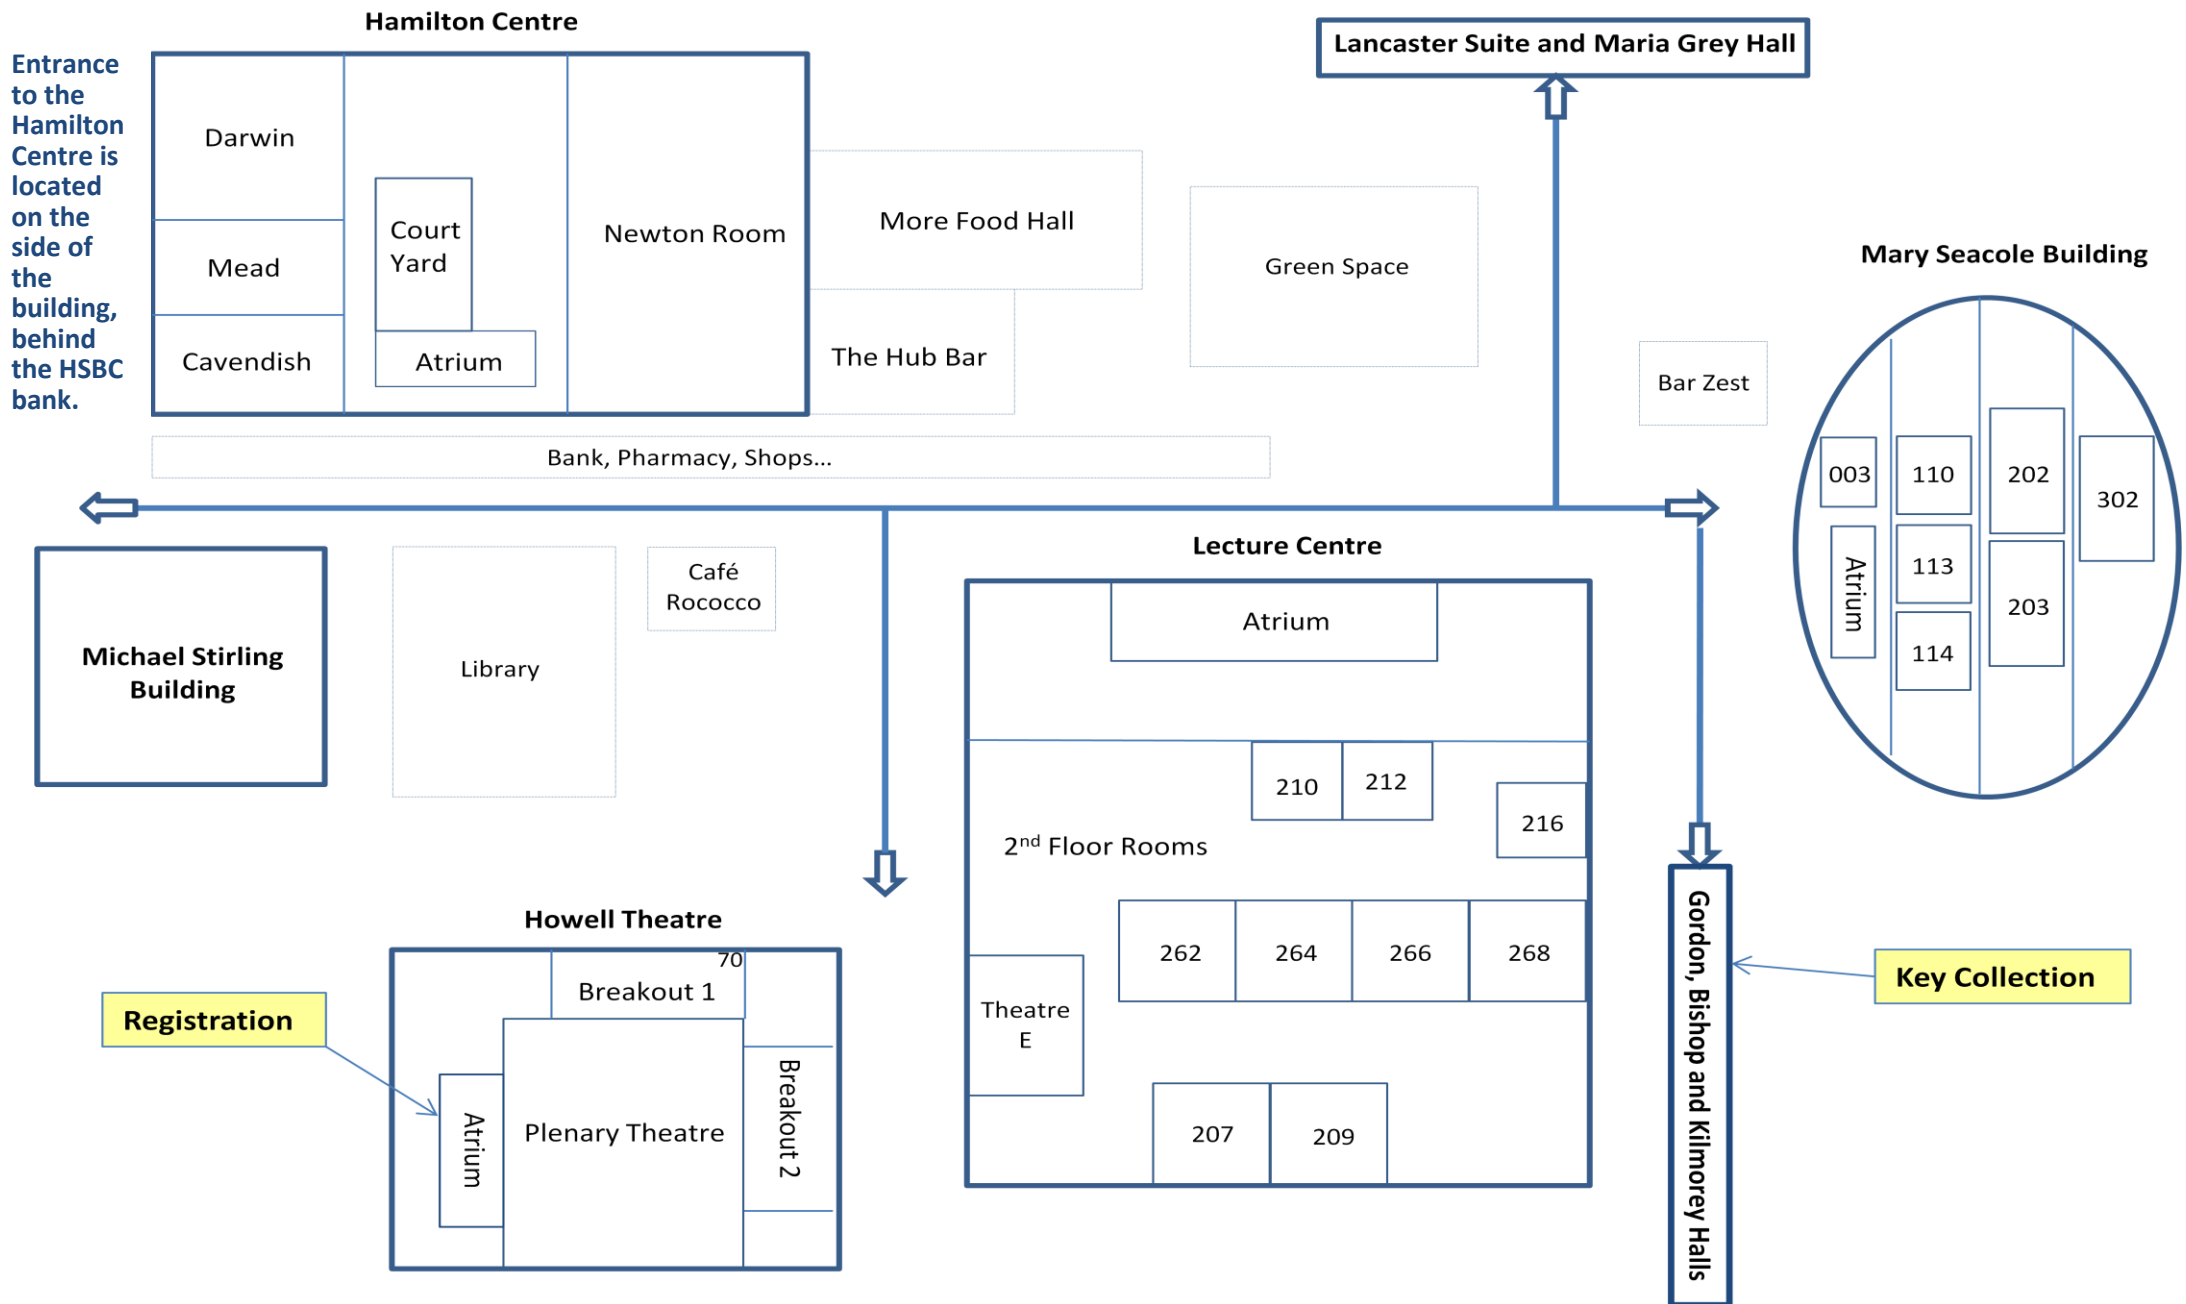 Hamilton Centre
Entrance
to the
Hamilton
Centre is
located
on the
side of
the
building,
behind
the HSBC
bank.
Darwin
Mead
Cavendish
Court
Yard
Atrium
Newton Room
More Food Hall
The Hub Bar
Green Space
Lancaster Suite and Maria Grey Hall
Bank, Pharmacy, Shops...
Bar Zest
Mary Seacole Building
003
Atrium
110
113
114
202
203
302
Michael Stirling
Building
Library
Café
Rococco
Lecture Centre
Atrium
210
212
216
2nd Floor Rooms
262
264
266
268
Theatre
E
207
209
Howell Theatre
70
Breakout 1
Registration
Atrium
Plenary Theatre
Breakout 2
Gordon, Bishop and Kilmorey Halls
Key Collection